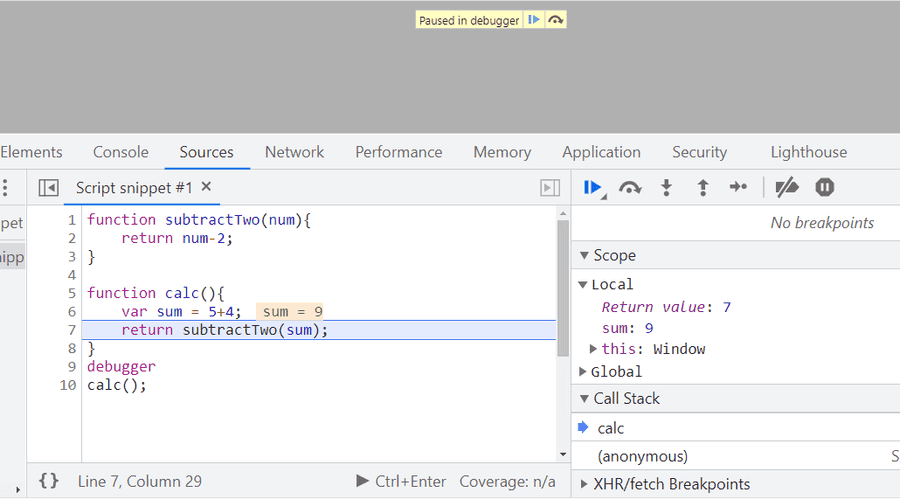 Paused in debugger
Elements Console Sources Network Performance Memory Application Security Lighthouse
pet
nipp
Script snippet #1 ×
1 function subtractTwo(num){
2     return num-2;
3 }
4
5 function calc(){
6     var sum = 5+4;   sum = 9
7     return subtractTwo(sum);
8 }
9 debugger
10 calc();
{} Line 7, Column 29 Ctrl+Enter Coverage: n/a
No breakpoints
Scope
Local
Return value: 7
sum: 9
this: Window
Global
Call Stack
calc
(anonymous) S
XHR/fetch Breakpoints